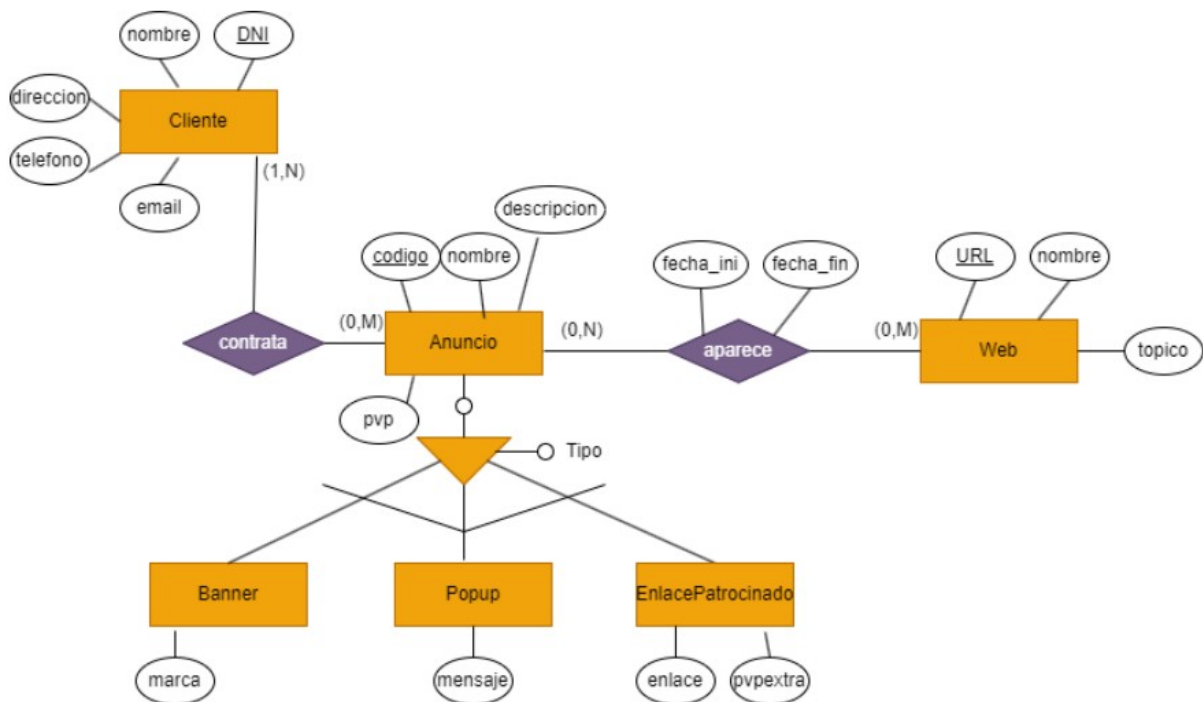 nombre
DNI
direccion
Cliente
telefono
(1,N)
email
descripcion
codigo
nombre
fecha_ini
fecha_fin
URL
nombre
contrata
(0,M)
Anuncio
(0,N)
aparece
(0,M)
Web
topico
pvp
Tipo
Banner
Popup
EnlacePatrocinado
marca
mensaje
enlace
pvpextra